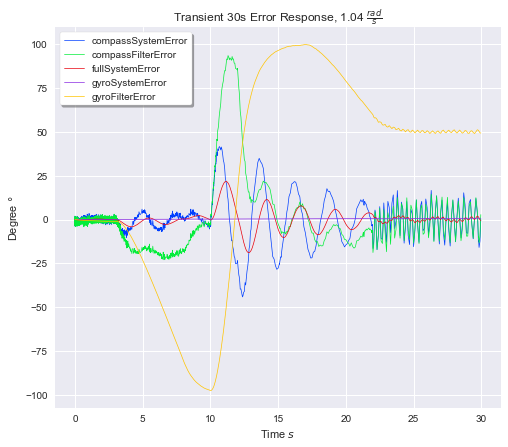 Transient 30s Error Response, 1.04 rad/s
compassSystemError
compassFilterError
fullSystemError
gyroSystemError
gyroFilterError
100
75
50
25
0
−25
−50
−75
−100
Degree °
0 5 10 15 20 25 30
Time s